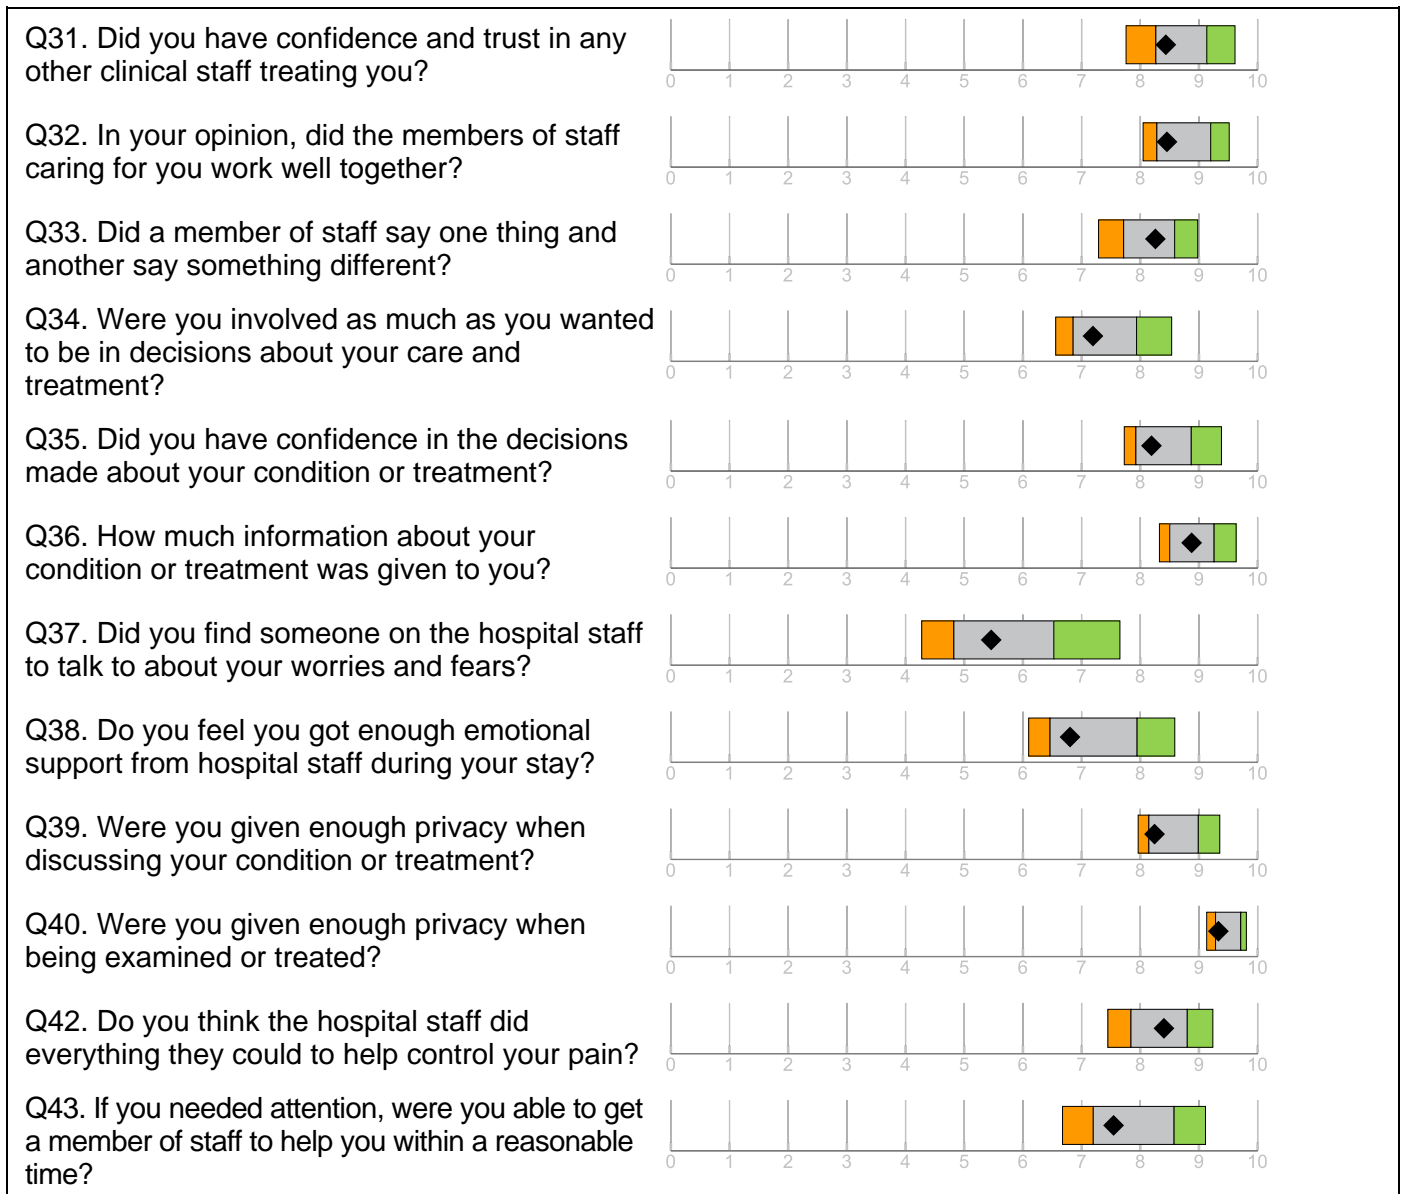 Q31. Did you have confidence and trust in any
other clinical staff treating you?
0 1 2 3 4 5 6 7 8 9 10
Q32. In your opinion, did the members of staff
caring for you work well together?
0 1 2 3 4 5 6 7 8 9 10
Q33. Did a member of staff say one thing and
another say something different?
0 1 2 3 4 5 6 7 8 9 10
Q34. Were you involved as much as you wanted
to be in decisions about your care and
treatment?
0 1 2 3 4 5 6 7 8 9 10
Q35. Did you have confidence in the decisions
made about your condition or treatment?
0 1 2 3 4 5 6 7 8 9 10
Q36. How much information about your
condition or treatment was given to you?
0 1 2 3 4 5 6 7 8 9 10
Q37. Did you find someone on the hospital staff
to talk to about your worries and fears?
0 1 2 3 4 5 6 7 8 9 10
Q38. Do you feel you got enough emotional
support from hospital staff during your stay?
0 1 2 3 4 5 6 7 8 9 10
Q39. Were you given enough privacy when
discussing your condition or treatment?
0 1 2 3 4 5 6 7 8 9 10
Q40. Were you given enough privacy when
being examined or treated?
0 1 2 3 4 5 6 7 8 9 10
Q42. Do you think the hospital staff did
everything they could to help control your pain?
0 1 2 3 4 5 6 7 8 9 10
Q43. If you needed attention, were you able to get
a member of staff to help you within a reasonable
time?
0 1 2 3 4 5 6 7 8 9 10